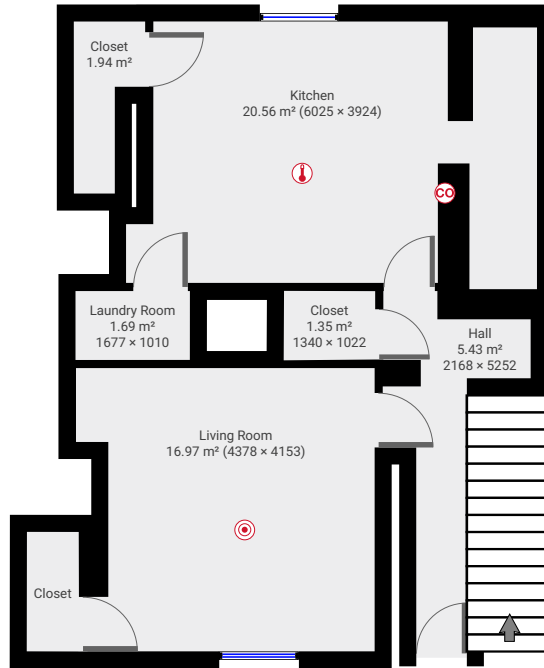 Closet
1.94 m²
Kitchen
20.56 m² (6025 × 3924)
CO
Laundry Room
1.69 m²
1677 × 1010
Closet
1.35 m²
1340 × 1022
Hall
5.43 m²
2168 × 5252
Living Room
16.97 m² (4378 × 4153)
Closet